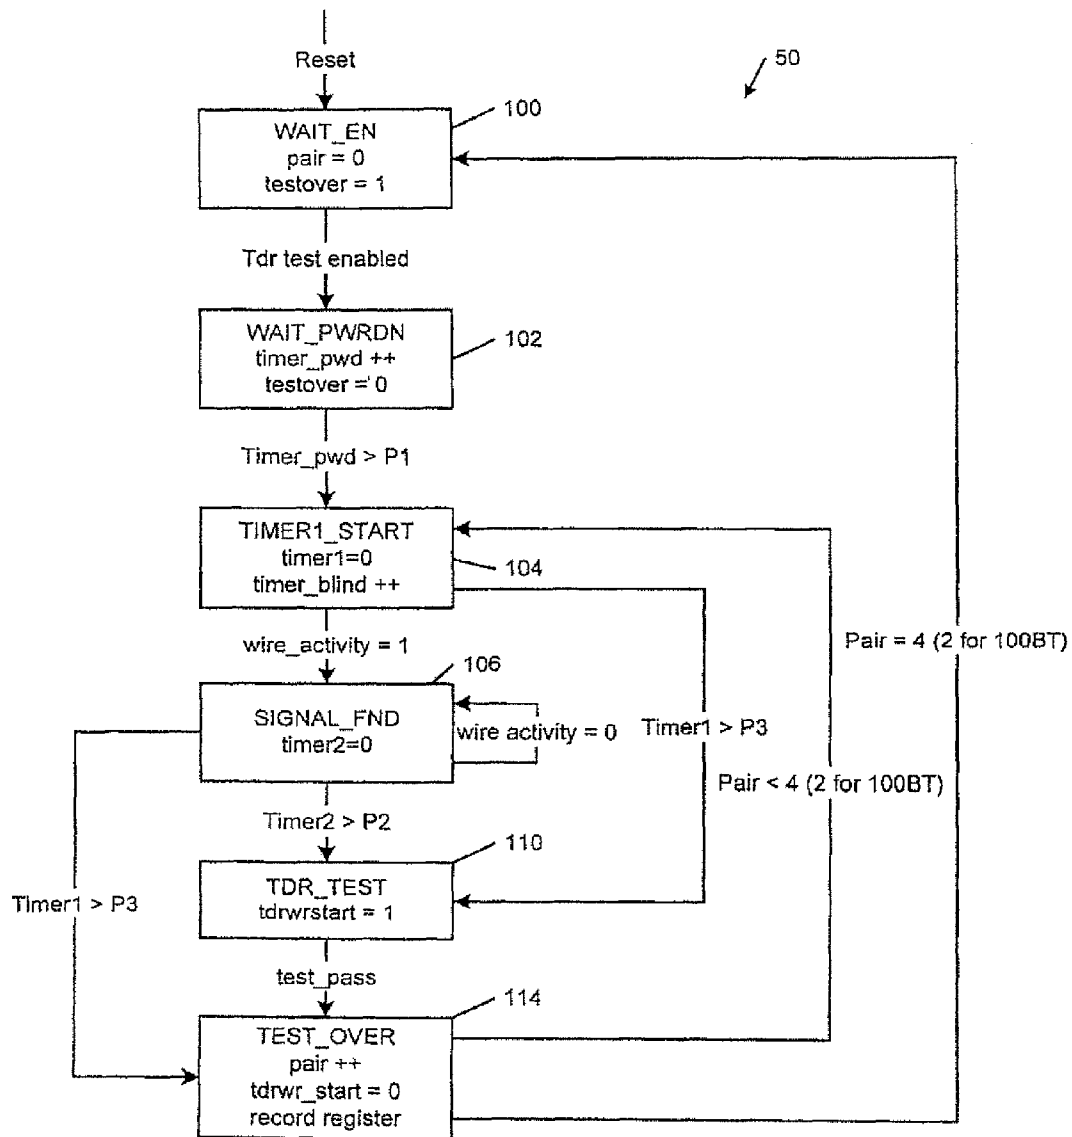 Reset
50
100
WAIT_EN
pair = 0
testover = 1
Tdr test enabled
WAIT_PWRDN
timer_pwd ++
testover = 0
102
Timer_pwd > P1
TIMER1_START
timer1=0
timer_blind ++
104
wire_activity = 1
106
Pair = 4 (2 for 100BT)
SIGNAL_FND
timer2=0
wire activity = 0
Timer1 > P3
Pair < 4 (2 for 100BT)
Timer2 > P2
110
TDR_TEST
tdrwrstart = 1
Timer1 > P3
test_pass
114
TEST_OVER
pair ++
tdrwr_start = 0
record register